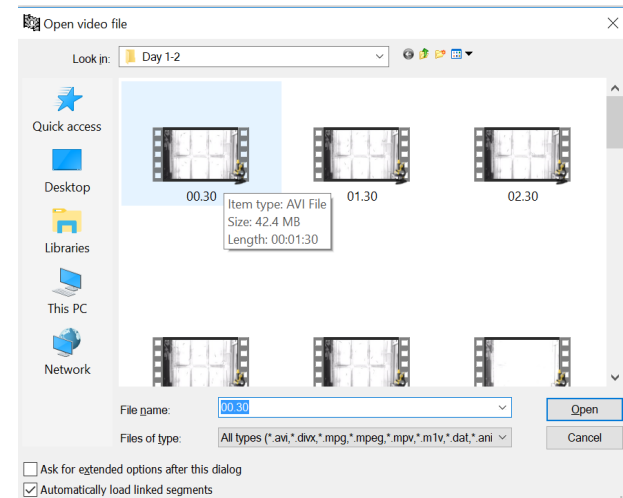 Open video file
Look in:
Day 1-2
Quick access
Desktop
Libraries
This PC
Network
00.30
01.30
02.30
Item type: AVI File
Size: 42.4 MB
Length: 00:01:30
File name:
00.30
Open
Files of type:
All types (*.avi,*.divx,*.mpg,*.mpeg,*.mpv,*.m1v,*.dat,*.ani
Cancel
Ask for extended options after this dialog
Automatically load linked segments